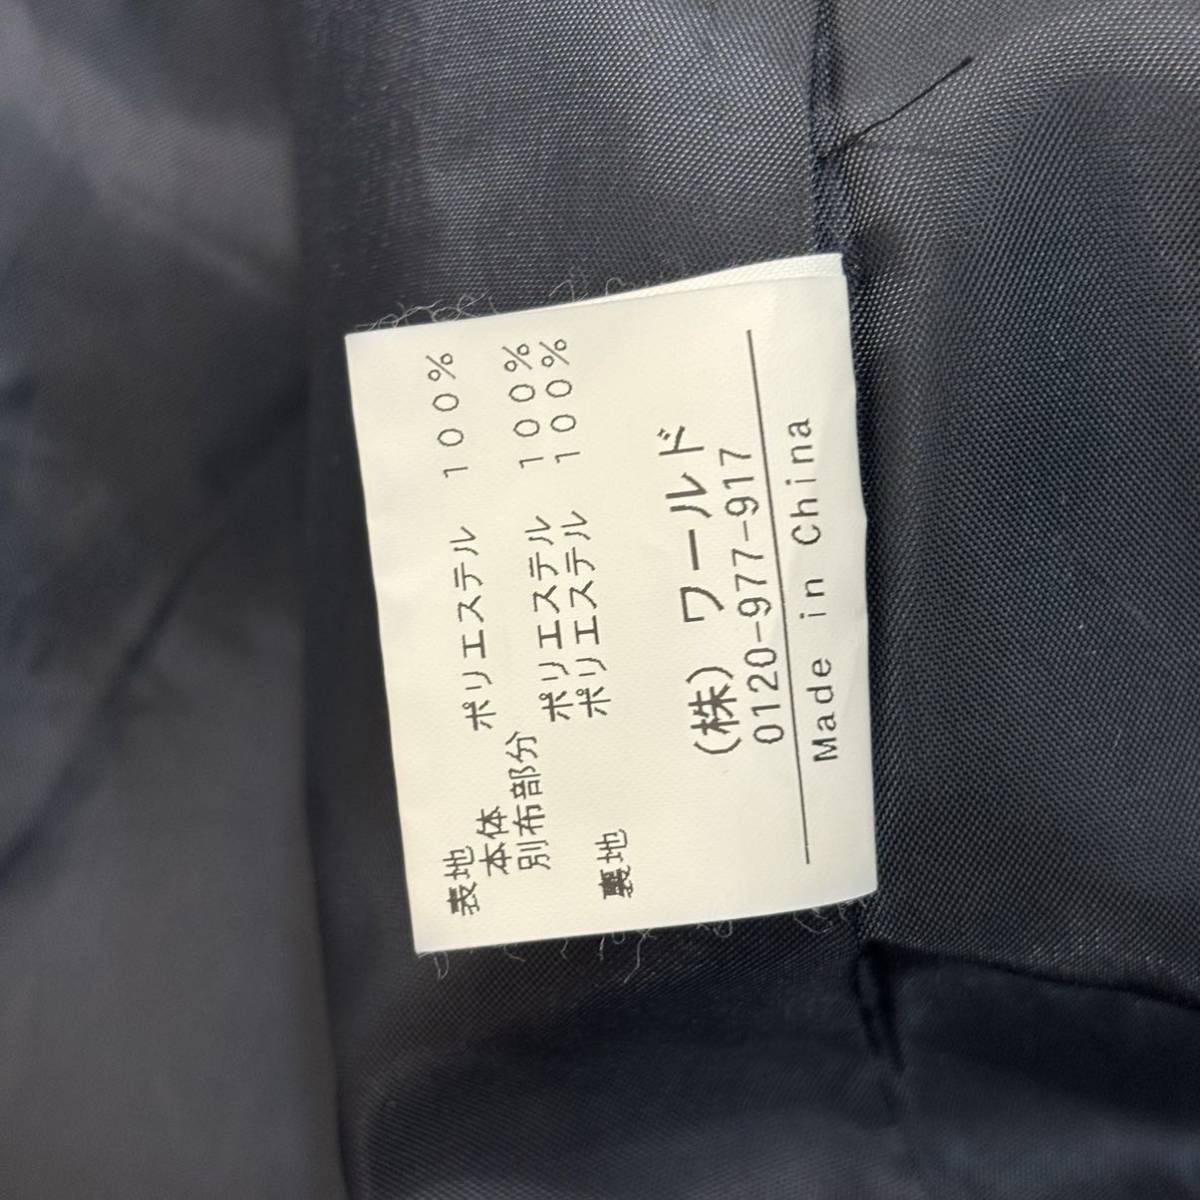 表地
本体 ポリエステル 100%
別布部分
ポリエステル 100%
裏地 ポリエステル 100%
(株) ワールド
0120-977-917
Made in China